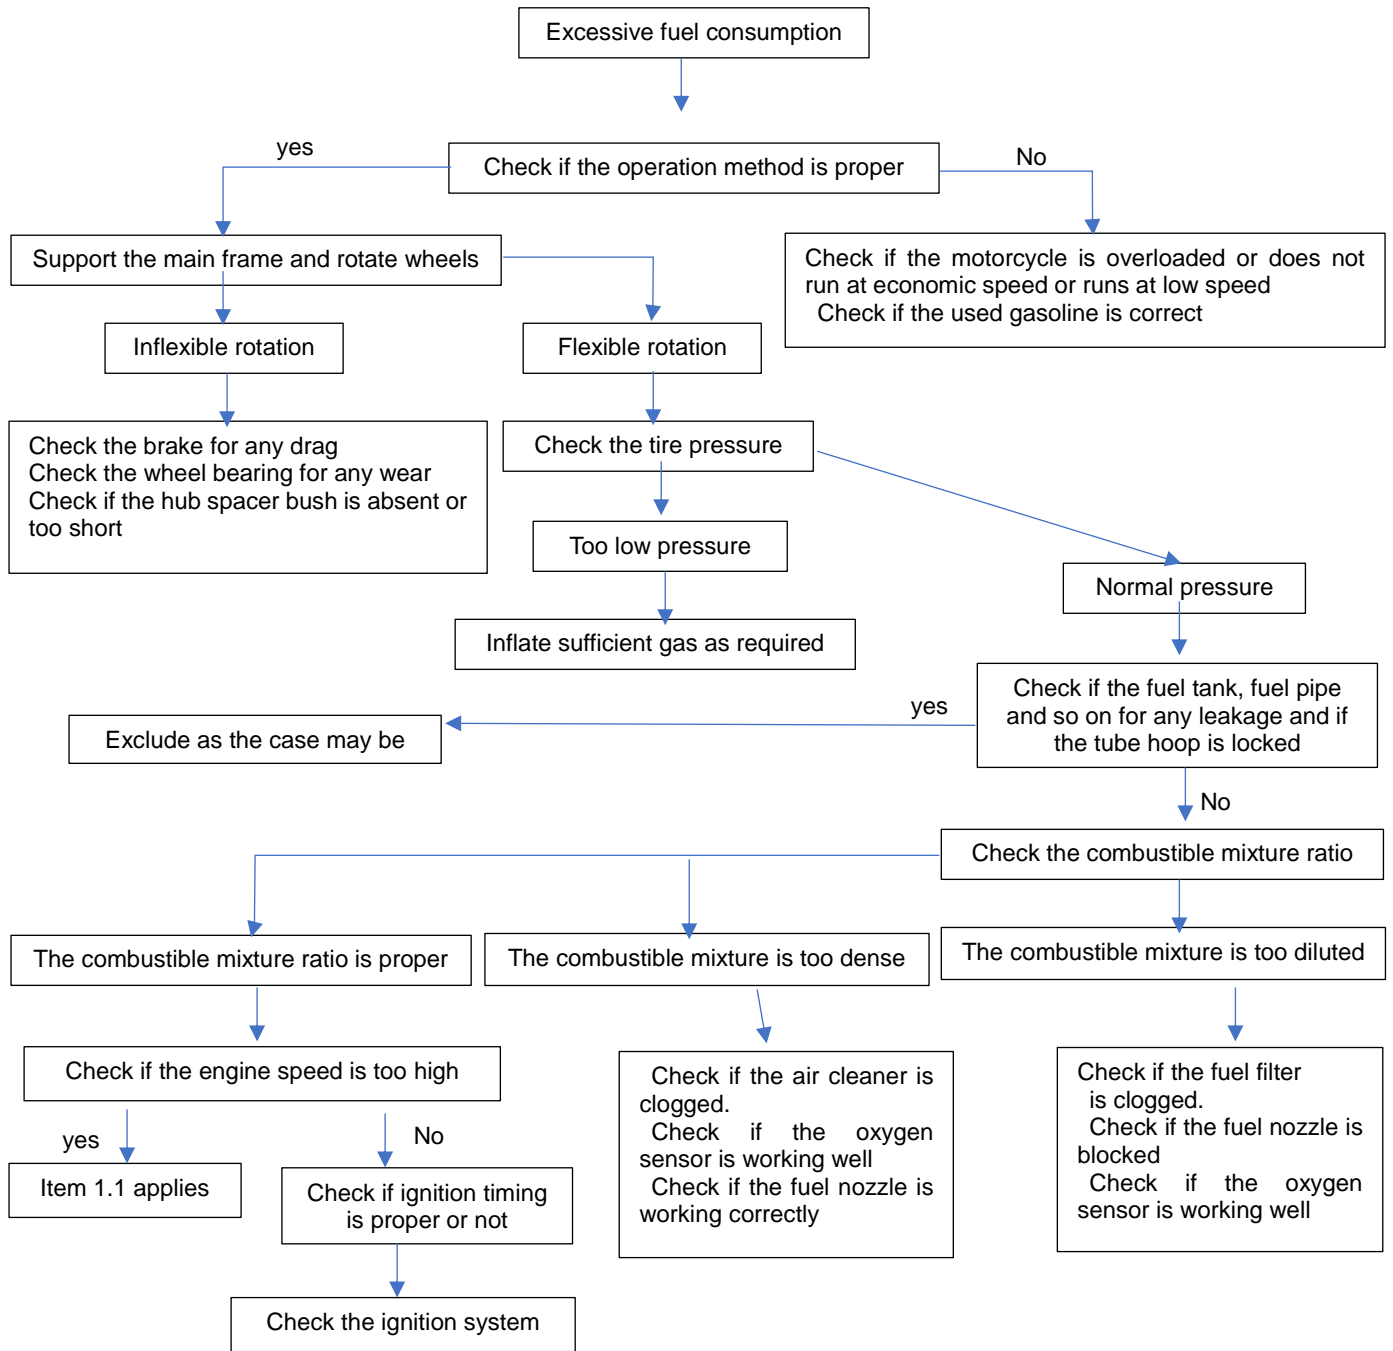 Excessive fuel consumption
yes
Check if the operation method is proper
No
Support the main frame and rotate wheels
Check if the motorcycle is overloaded or does not
run at economic speed or runs at low speed
Check if the used gasoline is correct
Inflexible rotation
Flexible rotation
Check the brake for any drag
Check the wheel bearing for any wear
Check if the hub spacer bush is absent or
too short
Check the tire pressure
Too low pressure
Normal pressure
Inflate sufficient gas as required
Check if the fuel tank, fuel pipe
and so on for any leakage and if
the tube hoop is locked
yes
Exclude as the case may be
No
Check the combustible mixture ratio
The combustible mixture ratio is proper
The combustible mixture is too dense
The combustible mixture is too diluted
Check if the engine speed is too high
Check if the air cleaner is
clogged.
Check if the oxygen
sensor is working well
Check if the fuel nozzle is
working correctly
Check if the fuel filter
is clogged.
Check if the fuel nozzle is
blocked
Check if the oxygen
sensor is working well
yes
No
Item 1.1 applies
Check if ignition timing
is proper or not
Check the ignition system